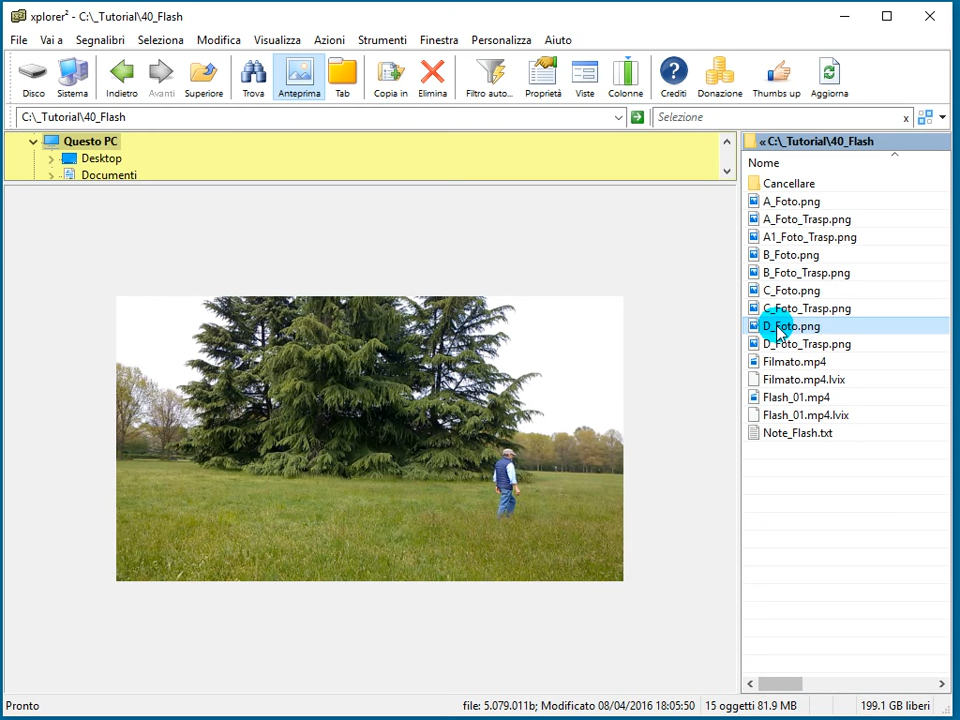 xplorer² - C:\_Tutorial\40_Flash
File Vai a Segnalibri Seleziona Modifica Visualizza Azioni Strumenti Finestra Personalizza Aiuto
Disco Sistema Indietro Avanti Superiore Trova Anteprima Tab Copia in Elimina Filtro auto... Proprietà Viste Colonne Crediti Donazione Thumbs up Aggiorna
C:\_Tutorial\40_Flash Selezione x
Questo PC
Desktop
Documenti
« C:\_Tutorial\40_Flash
Nome
Cancellare
A_Foto.png
A_Foto_Trasp.png
A1_Foto_Trasp.png
B_Foto.png
B_Foto_Trasp.png
C_Foto.png
C_Foto_Trasp.png
D_Foto.png
D_Foto_Trasp.png
Filmato.mp4
Filmato.mp4.lvix
Flash_01.mp4
Flash_01.mp4.lvix
Note_Flash.txt
Pronto file: 5.079.011b; Modificato 08/04/2016 18:05:50 15 oggetti 81.9 MB 199.1 GB liberi